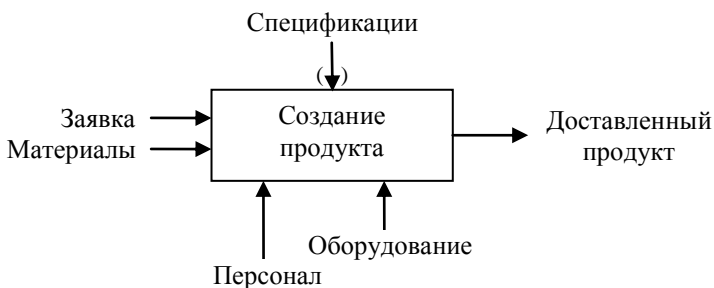 Спецификации
( )
Заявка
Материалы
Создание
продукта
Доставленный
продукт
Оборудование
Персонал